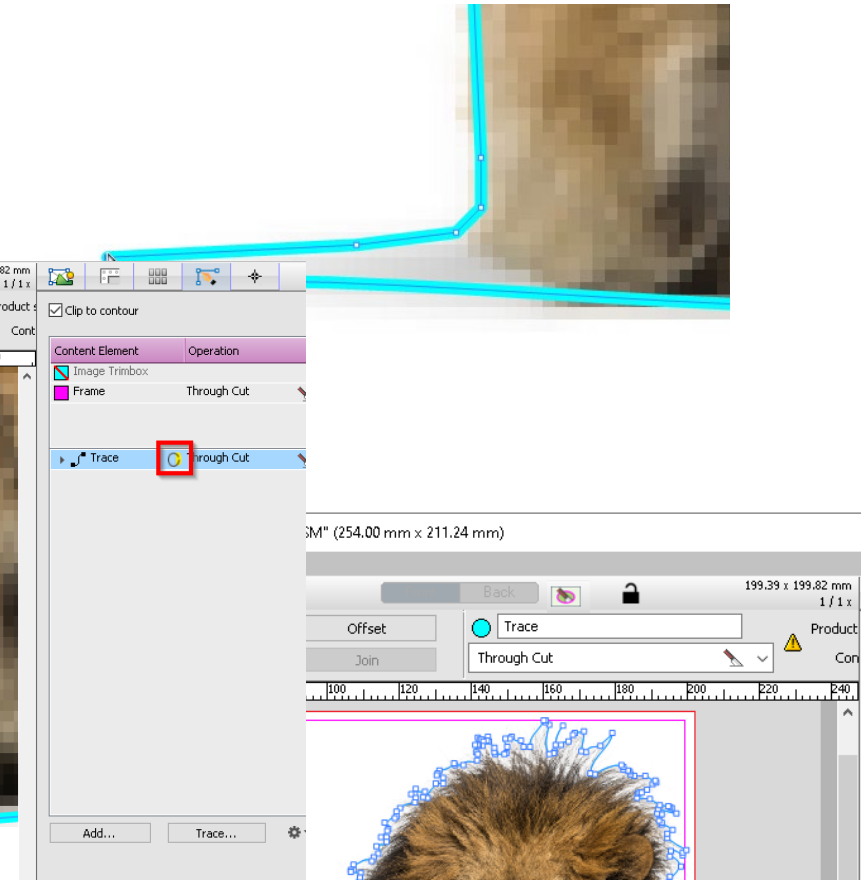 82 mm
1 / 1 x
Cont
Clip to contour
Content Element Operation
Image Trimbox
Frame Through Cut
Trace Through Cut
Add... Trace...
SM" (254.00 mm x 211.24 mm)
Back
199.39 x 199.82 mm
1 / 1 x
Offset
Trace
Product
Join
Through Cut
Con
100 120 140 160 180 200 220 240